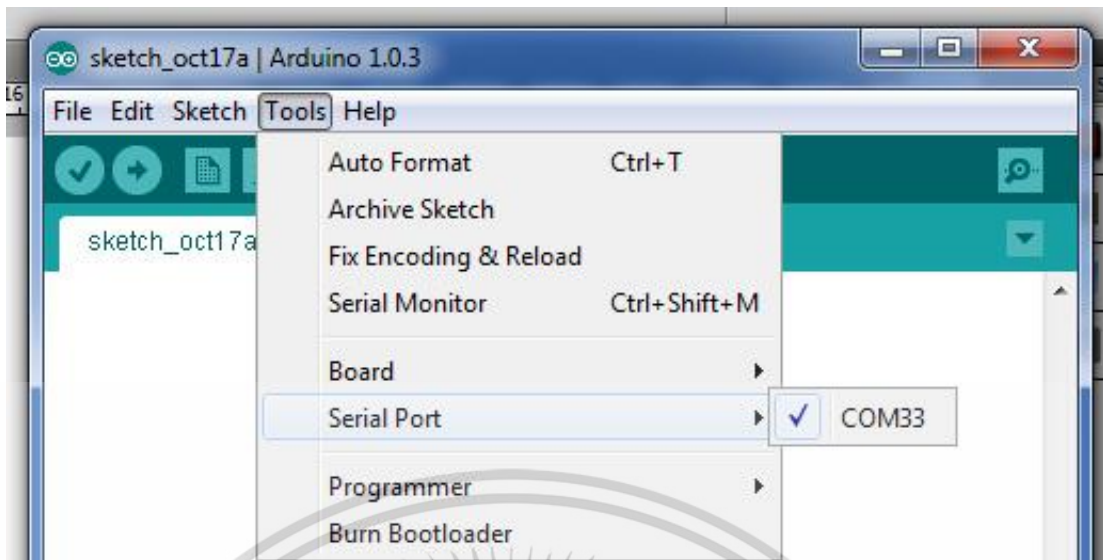 sketch_oct17a | Arduino 1.0.3
16
File Edit Sketch Tools Help
Auto Format Ctrl+T
Archive Sketch
sketch_oct17a
Fix Encoding & Reload
Serial Monitor Ctrl+Shift+M
Board
Serial Port
COM33
Programmer
Burn Bootloader